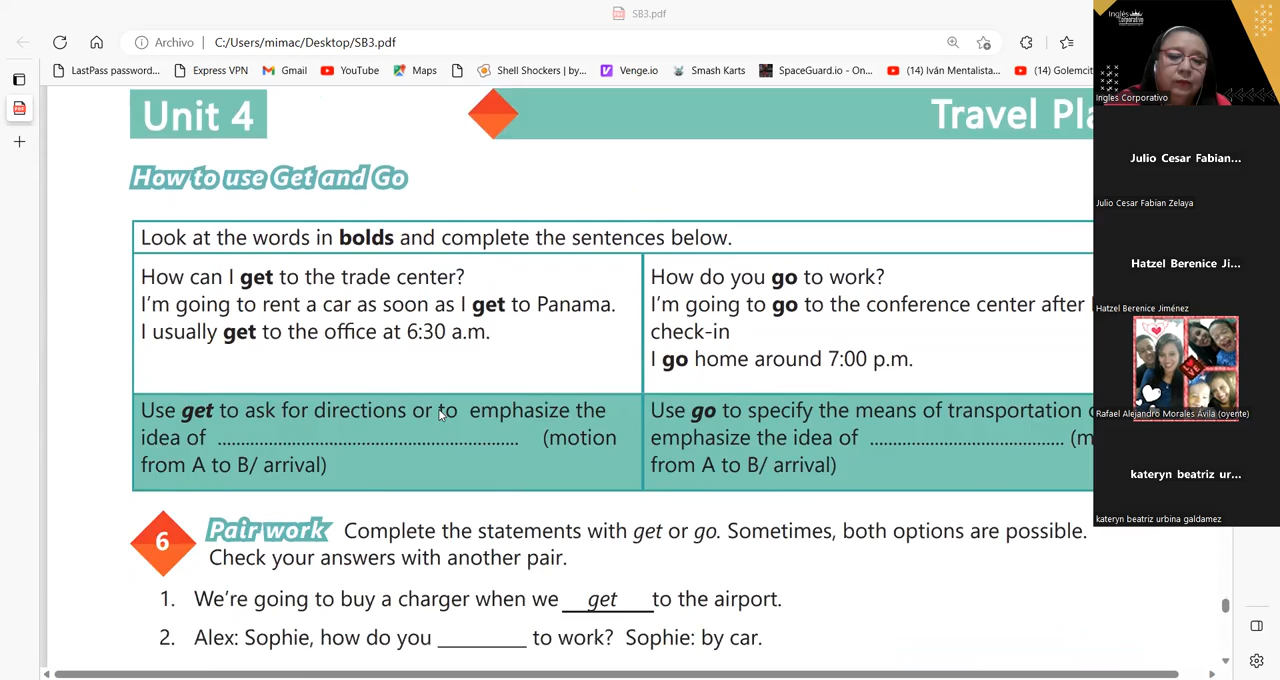 SB3.pdf
Archivo
C:/Users/mimac/Desktop/SB3.pdf
LastPass password...
Express VPN
Gmail
YouTube
Maps
Shell Shockers | by...
Venge.io
Smash Karts
SpaceGuard.io - On...
(14) Iván Mentalista...
(14) Golemcit
Unit 4
Travel Pla
How to use Get and Go
Look at the words in bolds and complete the sentences below.
How can I get to the trade center?
I'm going to rent a car as soon as I get to Panama.
I usually get to the office at 6:30 a.m.
How do you go to work?
I'm going to go to the conference center after
check-in
I go home around 7:00 p.m.
Use get to ask for directions or to emphasize the
idea of ...................................................... (motion
from A to B/ arrival)
Use go to specify the means of transportation
emphasize the idea of ................................ (m
from A to B/ arrival)
6
Pair work Complete the statements with get or go. Sometimes, both options are possible.
Check your answers with another pair.
1. We're going to buy a charger when we get to the airport.
2. Alex: Sophie, how do you ________ to work? Sophie: by car.
Inglés
Corporativo
Ingles Corporativo
Julio Cesar Fabian...
Julio Cesar Fabian Zelaya
Hatzel Berenice Ji...
Hatzel Berenice Jiménez
Rafael Alejandro Morales Avila (oyente)
kateryn beatriz ur...
kateryn beatriz urbina galdamez